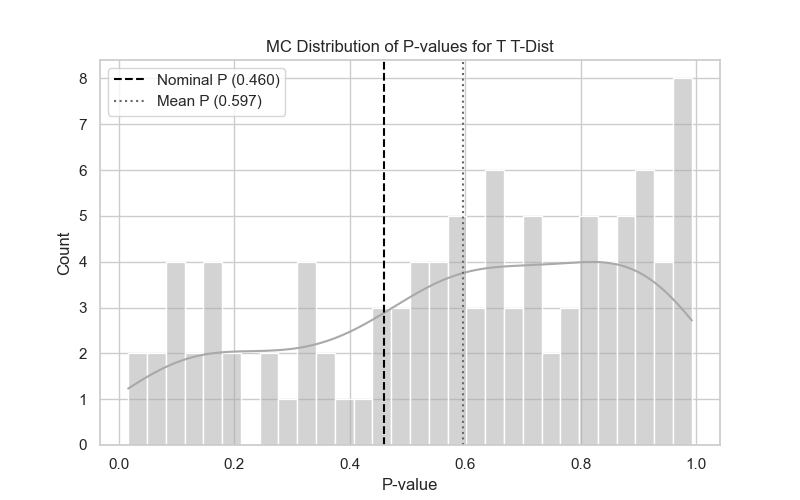 MC Distribution of P-values for T T-Dist
Nominal P (0.460)
Mean P (0.597)
Count
8
7
6
5
4
3
2
1
0
0.0 0.2 0.4 0.6 0.8 1.0
P-value